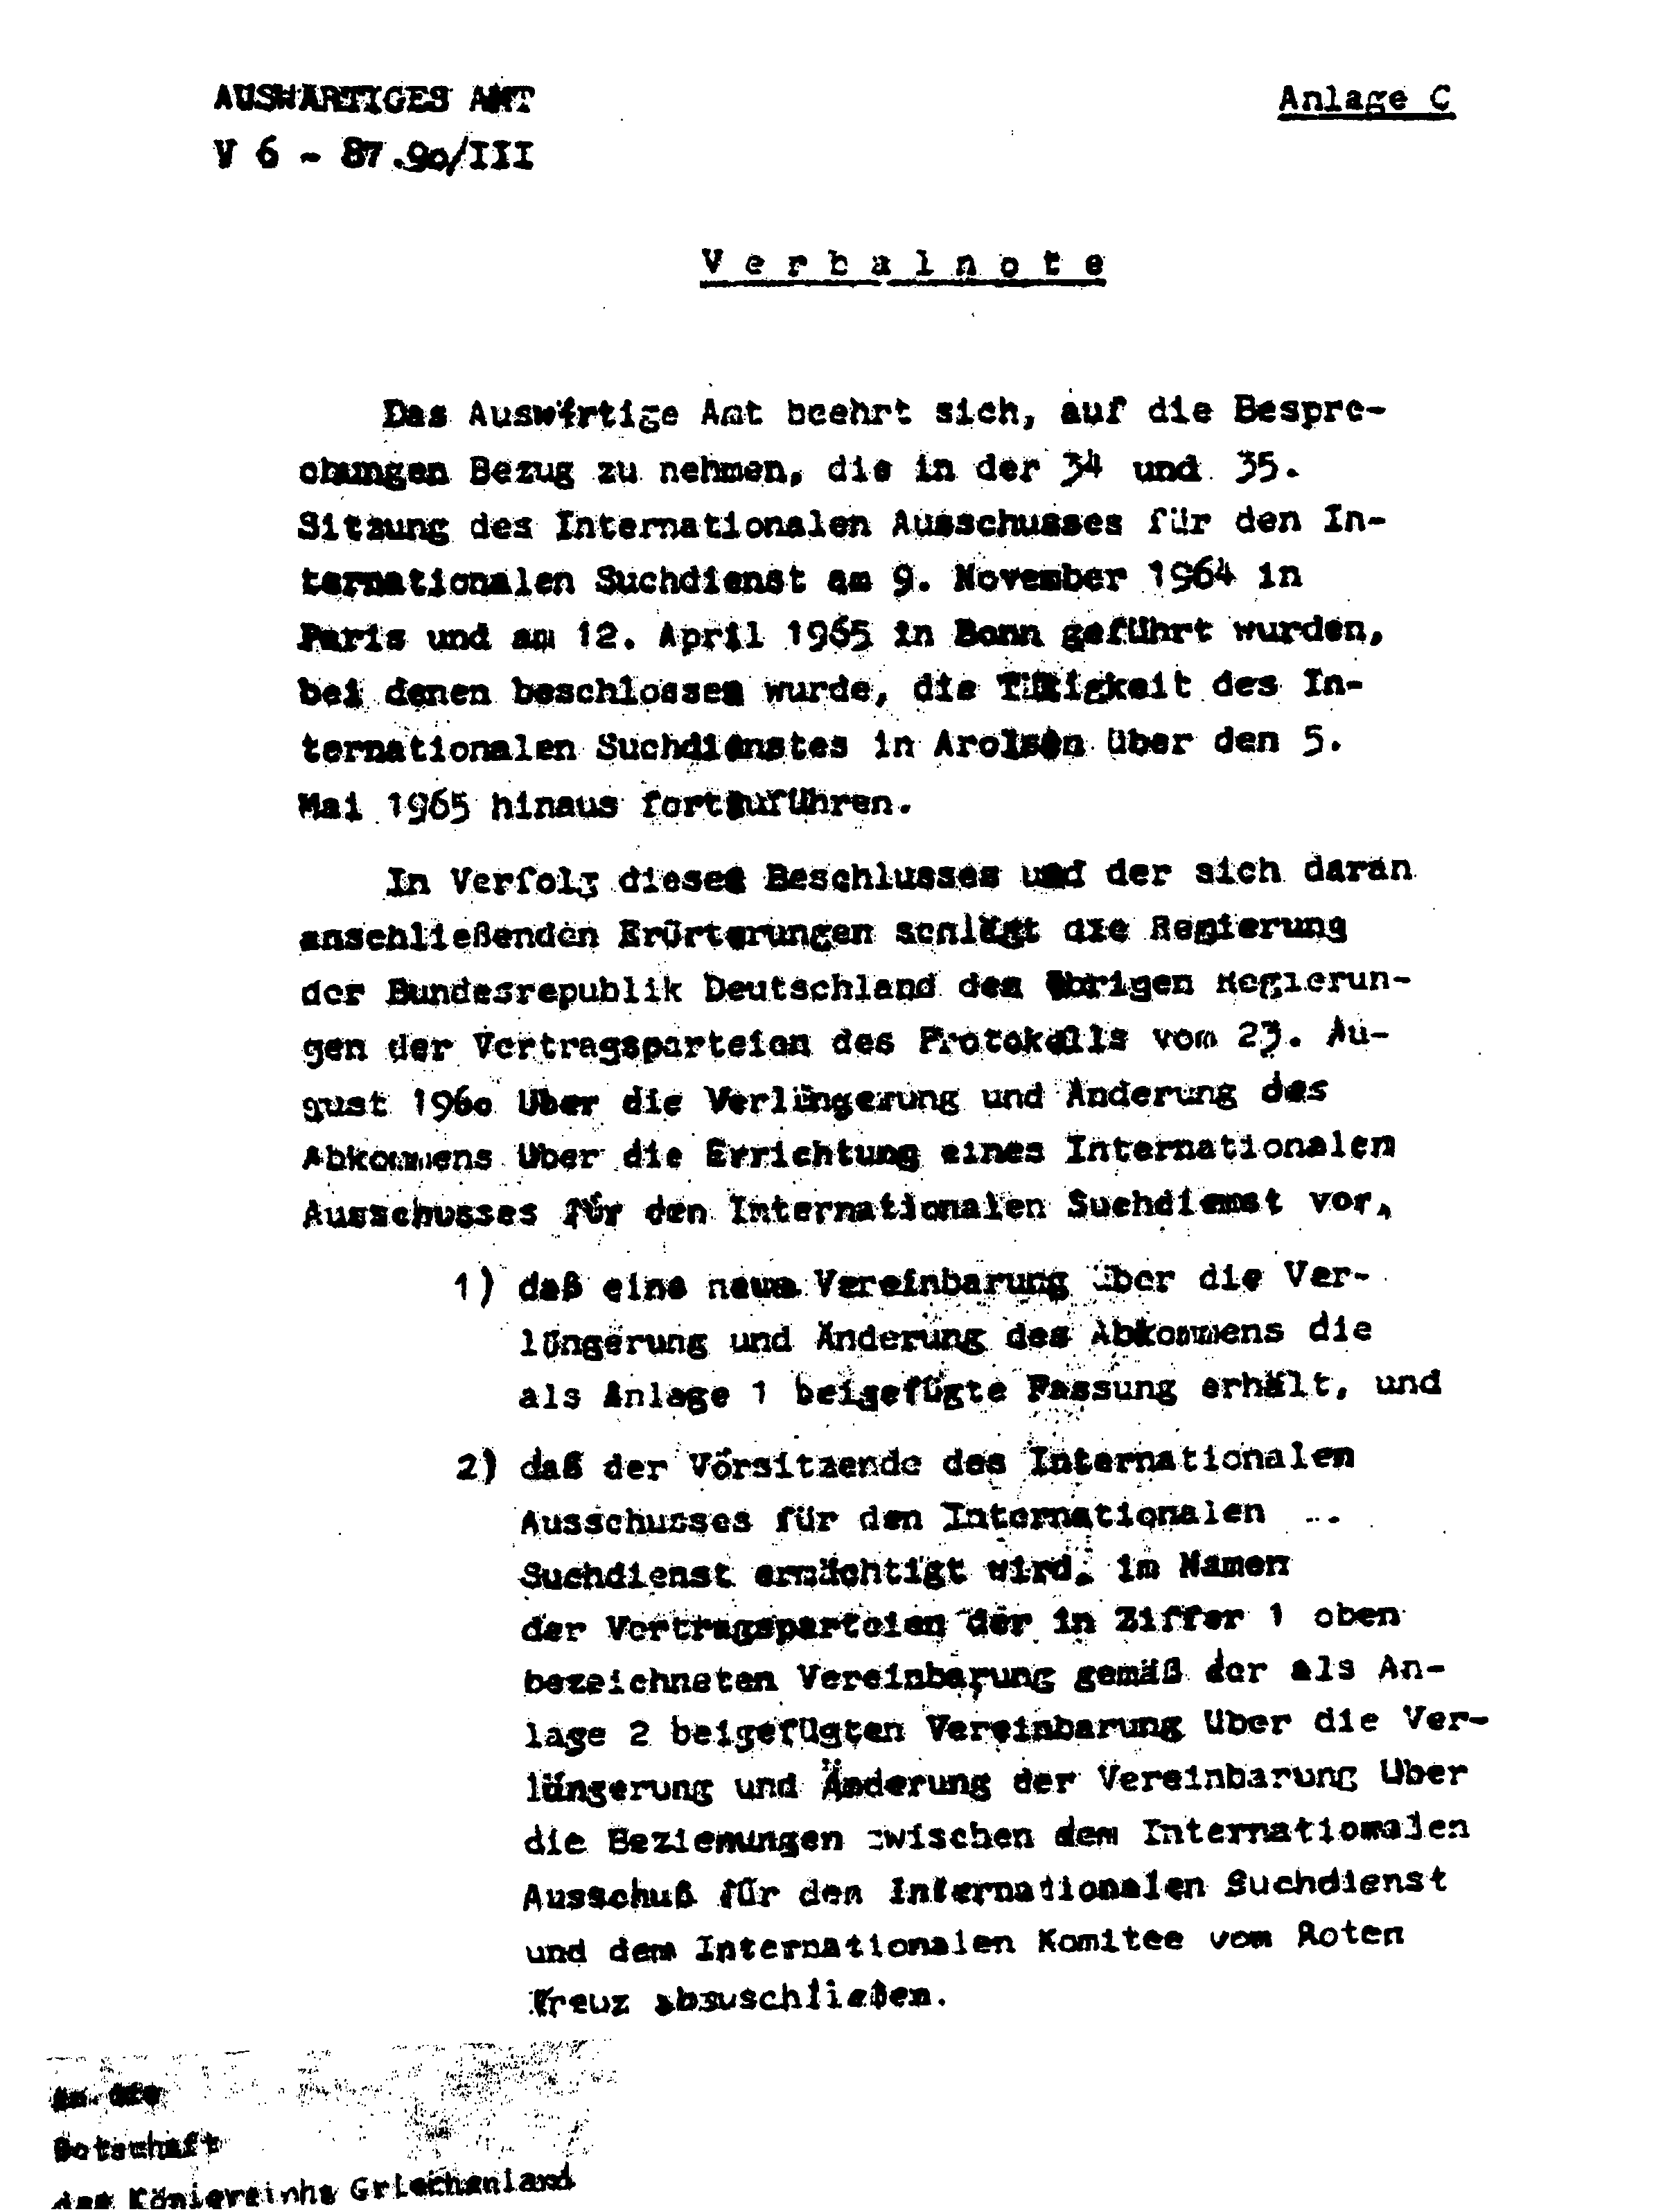 AUSWÄRTIGES AMT
Anlage C
V 6 - 87.90/III
Verbalnote
Das Auswärtige Amt beehrt sich, auf die Bespre-
chungen Bezug zu nehmen, die in der 34 und 35.
Sitzung des Internationalen Ausschusses für den In-
ternationalen Suchdienst am 9. November 1964 in
Paris und am 12. April 1965 in Bonn geführt wurden,
bei denen beschlossen wurde, die Tätigkeit des In-
ternationalen Suchdienstes in Arolsen über den 5.
Mai 1965 hinaus fortzuführen.
In Verfolg dieses Beschlusses und der sich daran
anschließenden Erörterungen schlägt die Regierung
der Bundesrepublik Deutschland den übrigen Regierun-
gen der Vertragsparteien des Protokolls vom 23. Au-
gust 1960 über die Verlängerung und Änderung des
Abkommens über die Errichtung eines Internationalen
Ausschusses für den Internationalen Suchdienst vor,
1) daß eine neue Vereinbarung über die Ver-
längerung und Änderung des Abkommens die
als Anlage 1 beigefügte Fassung erhält, und
2) daß der Vorsitzende des Internationalen
Ausschusses für den Internationalen
Suchdienst ermächtigt wird, im Namen
der Vertragsparteien der in Ziffer 1 oben
bezeichneten Vereinbarung gemäß der als An-
lage 2 beigefügten Vereinbarung über die Ver-
längerung und Änderung der Vereinbarung über
die Beziehungen zwischen dem Internationalen
Ausschuß für den Internationalen Suchdienst
und dem Internationalen Komitee vom Roten
Kreuz abzuschließen.
An die
Botschaft
des Königreichs Griechenland